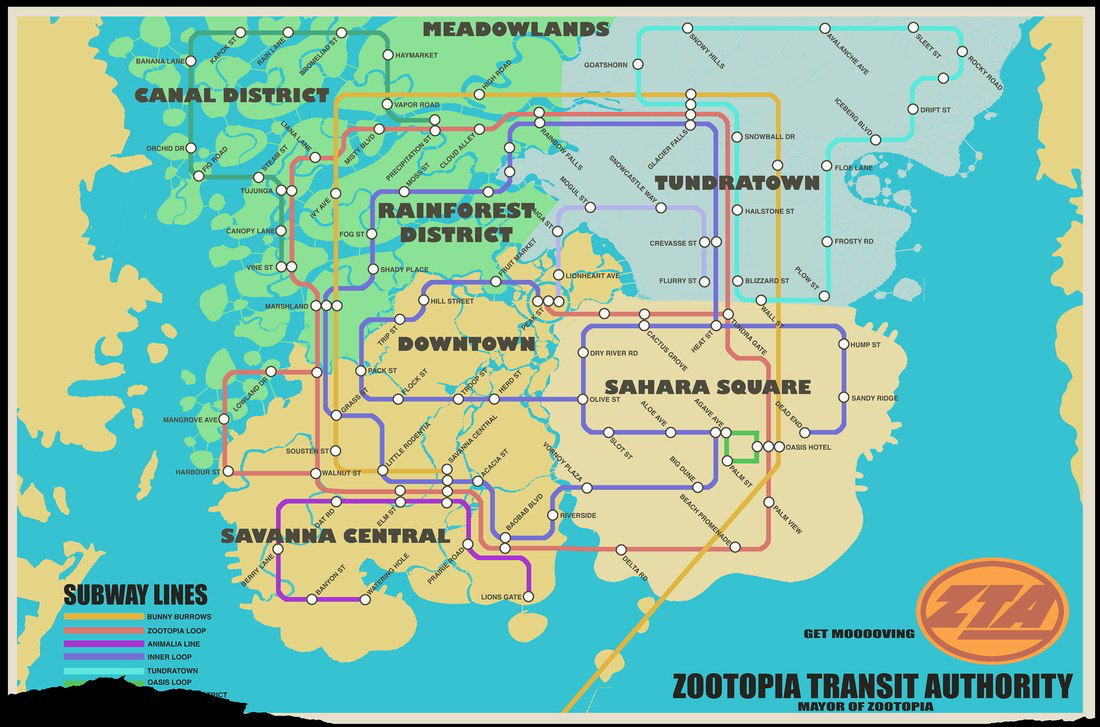 MEADOWLANDS
CANAL DISTRICT
RAINFOREST
DISTRICT
TUNDRATOWN
DOWNTOWN
SAHARA SQUARE
SAVANNA CENTRAL
BANANA LANE
KAPOK ST
RAIN LANE
BROMELIAD ST
HAYMARKET
VAPOR ROAD
HIGH ROAD
ORCHID DR
FIG ROAD
STEAM ST
LIANA LANE
MISTY BLVD
PRECIPITATION ST
CLOUD ALLEY
RAINBOW FALLS
TUJUNGA
CANOPY LANE
VINE ST
IVY AVE
MOSS ST
FOG ST
SHADY PLACE
MARSHLAND
GOATSHORN
SNOWY HILLS
AVALANCHE AVE
SLEET ST
ROCKY ROAD
DRIFT ST
ICEBERG BLVD
FLOE LANE
FROSTY RD
PLOW ST
GLACIER FALLS
SNOWBALL DR
HAILSTONE ST
BLIZZARD ST
WALL ST
SNOWCASTLE WAY
MOGUL ST
CREVASSE ST
FLURRY ST
LIONHEART AVE
FRUIT MARKET
HILL STREET
PEAK ST
TRIP ST
PACK ST
FLOCK ST
TROOP ST
HERD ST
GRASS ST
DRY RIVER RD
CACTUS GROVE
HEAT ST
TUNDRA GATE
HUMP ST
SANDY RIDGE
OLIVE ST
SLOT ST
ALOE AVE
AGAVE AVE
DEAD END
OASIS HOTEL
PALM ST
BIG DUNE
BEACH PROMENADE
PALM VIEW
VORNOY PLAZA
RIVERSIDE
DELTA RD
LOWLAND DR
MANGROVE AVE
HARBOUR ST
SOUSTEN ST
WALNUT ST
LITTLE RODENTIA
SAVANNA CENTRAL
ACACIA ST
BAOBAB BLVD
OAT RD
ELM ST
BERRY LANE
BANYON ST
WATERING HOLE
PRAIRIE ROAD
LIONS GATE
SUBWAY LINES
BUNNY BURROWS
ZOOTOPIA LOOP
ANIMALIA LINE
INNER LOOP
TUNDRATOWN
OASIS LOOP
GET MOOOOVING
ZTA
ZOOTOPIA TRANSIT AUTHORITY
MAYOR OF ZOOTOPIA